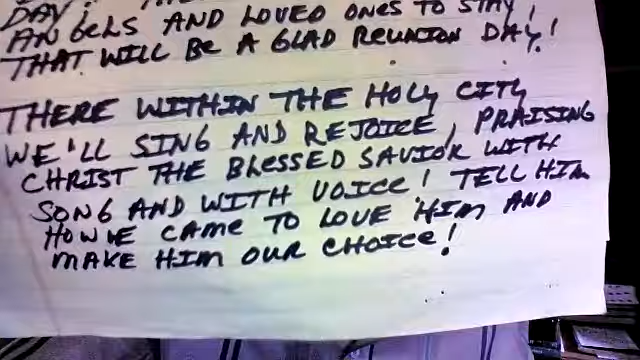 DAY!
ANGELS AND LOVED ONES TO STAY,
THAT WILL BE A GLAD REUNION DAY!
THERE WITHIN THE HOLY CITY
WE'LL SING AND REJOICE, PRAISING
CHRIST THE BLESSED SAVIOR WITH
SONG AND WITH VOICE! TELL HIM
HOW WE CAME TO LOVE HIM AND
MAKE HIM OUR CHOICE!